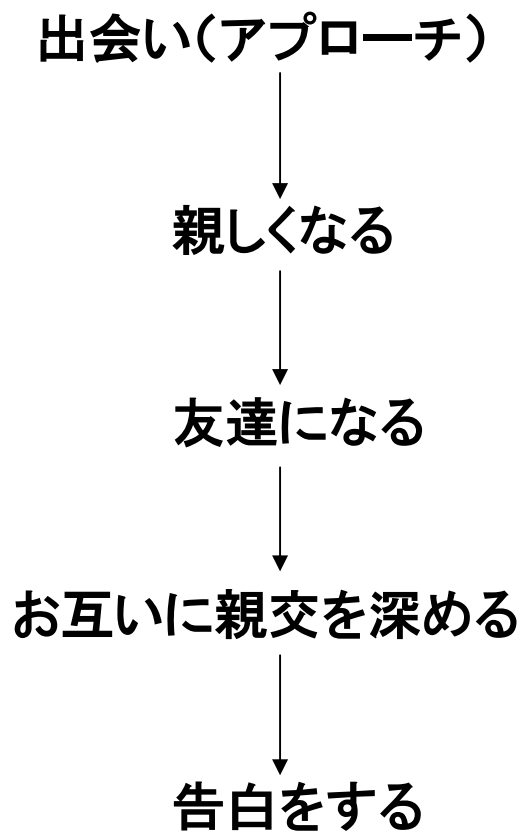 出会い（アプローチ）
親しくなる
友達になる
お互いに親交を深める
告白をする